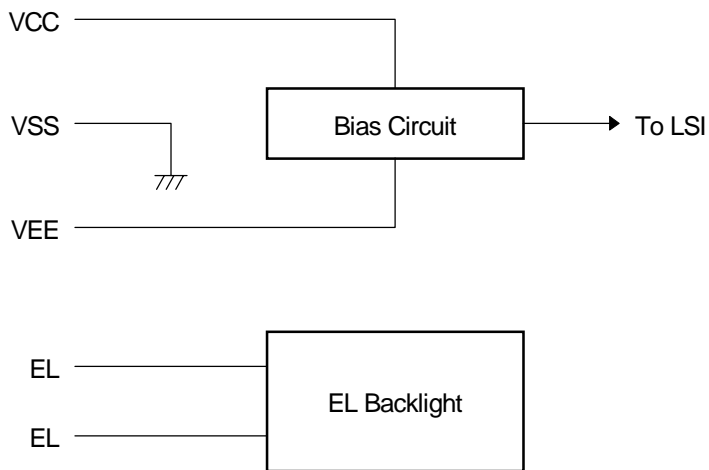 VCC
Bias Circuit
VSS
To LSI
VEE
EL
EL Backlight
EL